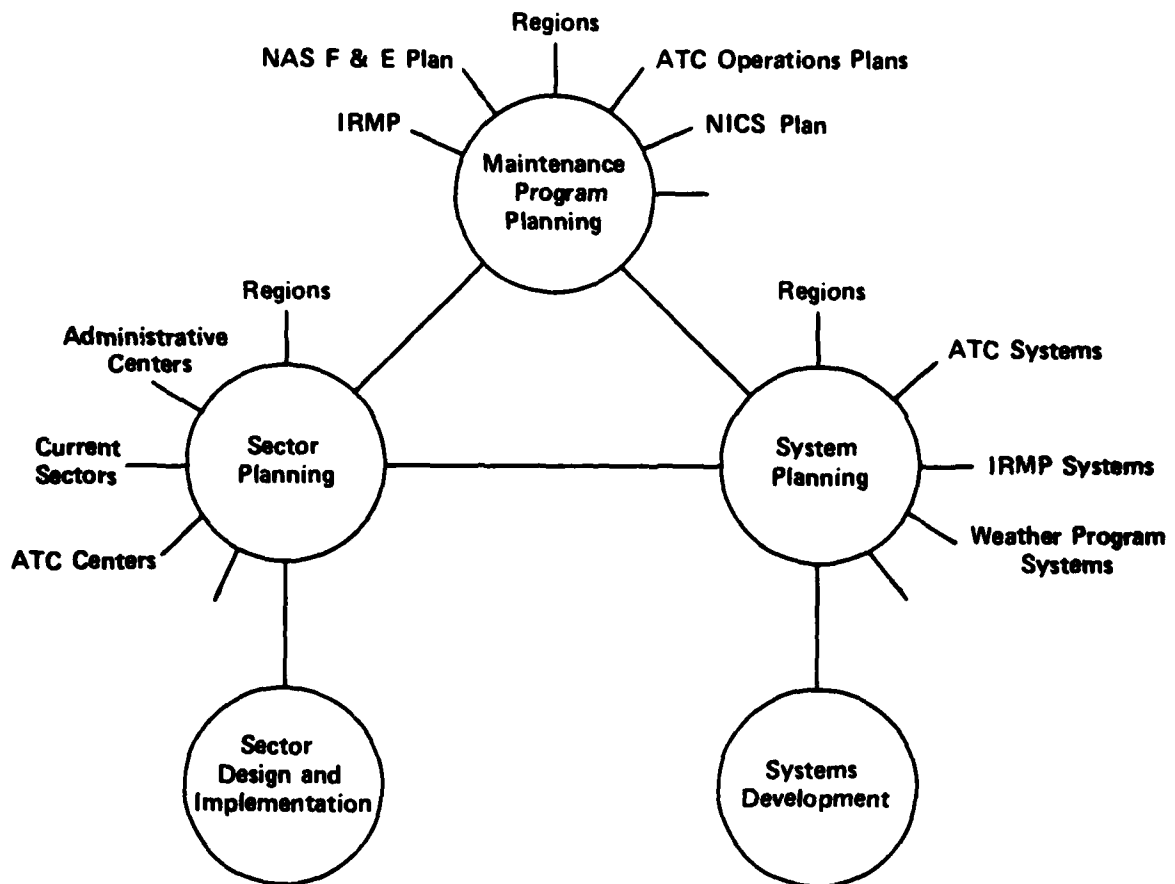 Regions
NAS F & E Plan
ATC Operations Plans
IRMP
NICS Plan
Maintenance
Program
Planning
Regions
Administrative
Centers
Current
Sectors
ATC Centers
Sector
Planning
Regions
ATC Systems
IRMP Systems
Weather Program
Systems
System
Planning
Sector
Design and
Implementation
Systems
Development